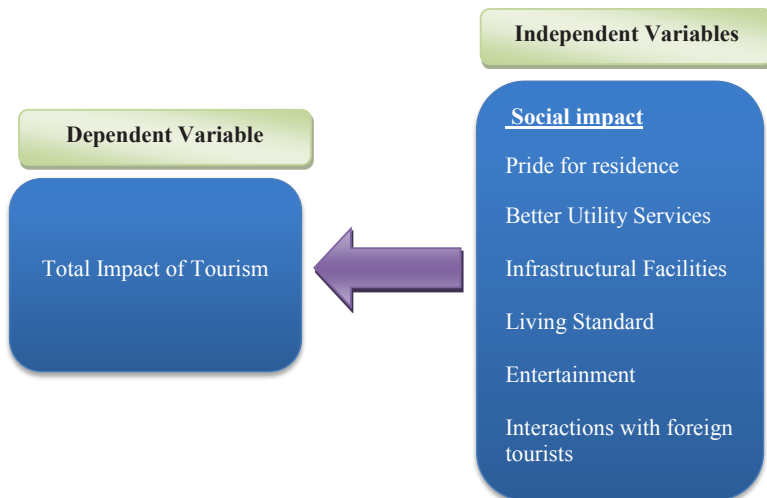 Independent Variables
Dependent Variable
Total Impact of Tourism
Social impact
Pride for residence
Better Utility Services
Infrastructural Facilities
Living Standard
Entertainment
Interactions with foreign
tourists